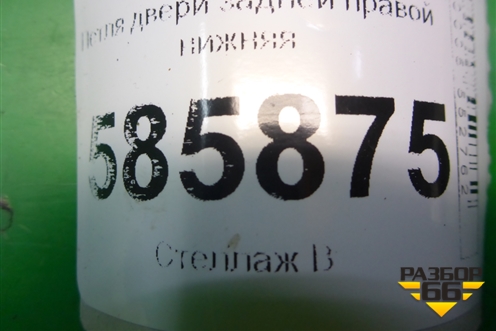 Петля двери задней правой
нижняя
585875
Стеллаж В
РАЗБОР
66